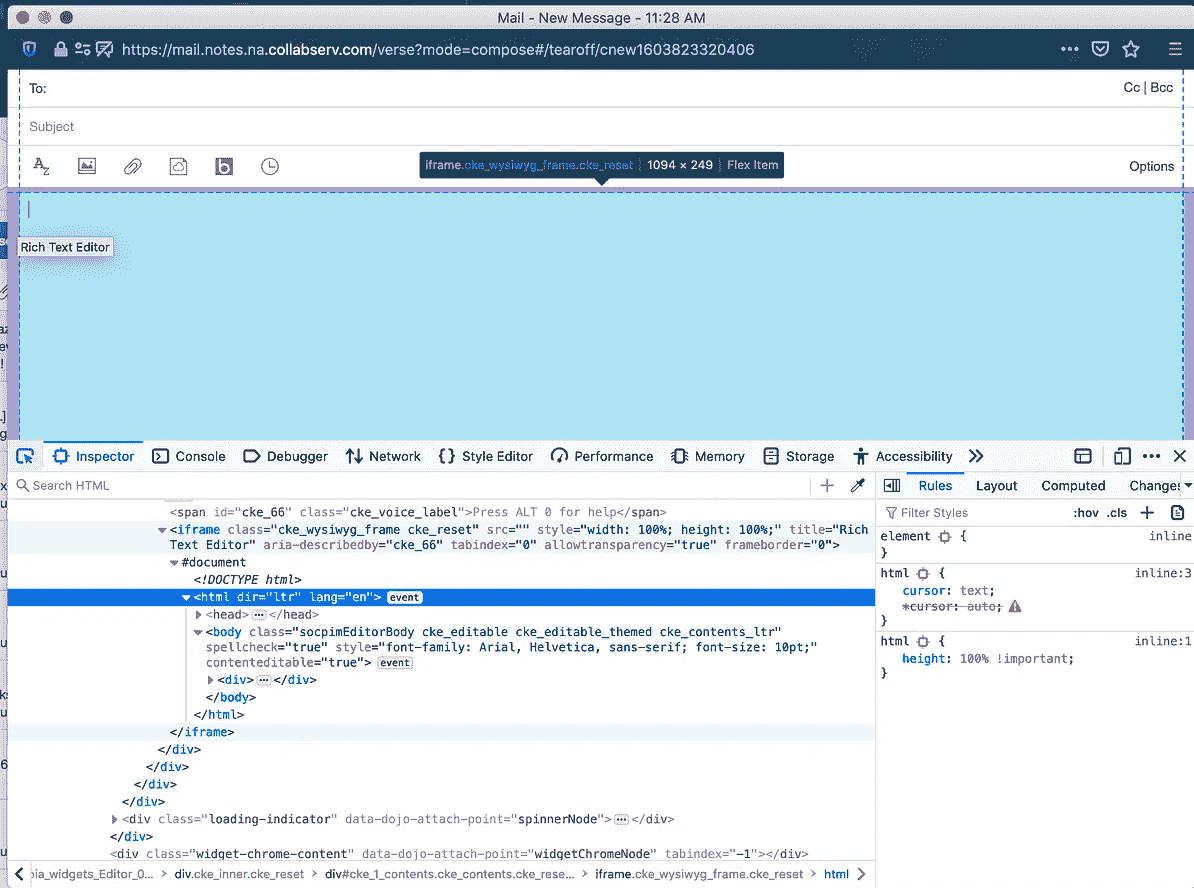 Mail - New Message - 11:28 AM
https://mail.notes.na.collabserv.com/verse?mode=compose#/tearoff/cnew1603823320406
To:
Cc | Bcc
Subject
iframe.cke_wysiwyg_frame.cke_reset 1094 × 249 Flex Item
Options
Rich Text Editor
Inspector Console Debugger Network {} Style Editor Performance Memory Storage Accessibility
Search HTML
<span id="cke_66" class="cke_voice_label">Press ALT 0 for help</span>
<iframe class="cke_wysiwyg_frame cke_reset" src="" style="width: 100%; height: 100%;" title="Rich
Text Editor" aria-describedby="cke_66" tabindex="0" allowtransparency="true" frameborder="0">
#document
<!DOCTYPE html>
<html dir="ltr" lang="en"> event
<head> ... </head>
<body class="socpimEditorBody cke_editable cke_editable_themed cke_contents_ltr"
spellcheck="true" style="font-family: Arial, Helvetica, sans-serif; font-size: 10pt;"
contenteditable="true"> event
<div> ... </div>
</body>
</html>
</iframe>
</div>
</div>
</div>
</div>
<div class="loading-indicator" data-dojo-attach-point="spinnerNode"> ... </div>
</div>
<div class="widget-chrome-content" data-dojo-attach-point="widgetChromeNode" tabindex="-1"></div>
bia_widgets_Editor_0... > div.cke_inner.cke_reset > div#cke_1_contents.cke_contents.cke_rese... > iframe.cke_wysiwyg_frame.cke_reset > html
Rules Layout Computed Changes
Filter Styles :hov .cls +
element { inline
}
html { inline:3
cursor: text;
*cursor: auto;
}
html { inline:1
height: 100% !important;
}